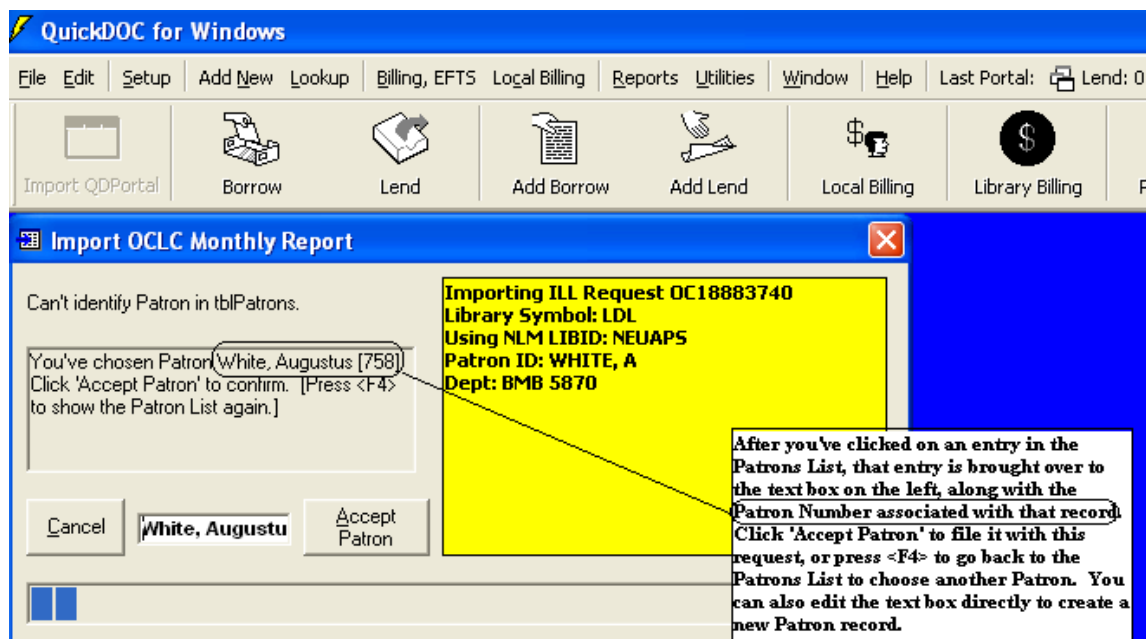 QuickDOC for Windows
File Edit Setup Add New Lookup Billing, EFTS Local Billing Reports Utilities Window Help Last Portal: Lend: 0
Import QDPortal Borrow Lend Add Borrow Add Lend Local Billing Library Billing
Import OCLC Monthly Report
Can't identify Patron in tblPatrons.
You've chosen Patron White, Augustus [758]
Click 'Accept Patron' to confirm. [Press <F4>
to show the Patron List again.]
Cancel
White, Augustu
Accept
Patron
Importing ILL Request OC18883740
Library Symbol: LDL
Using NLM LIBID: NEUAPS
Patron ID: WHITE, A
Dept: BMB 5870
After you've clicked on an entry in the
Patrons List, that entry is brought over to
the text box on the left, along with the
Patron Number associated with that record.
Click 'Accept Patron' to file it with this
request, or press <F4> to go back to the
Patrons List to choose another Patron. You
can also edit the text box directly to create a
new Patron record.